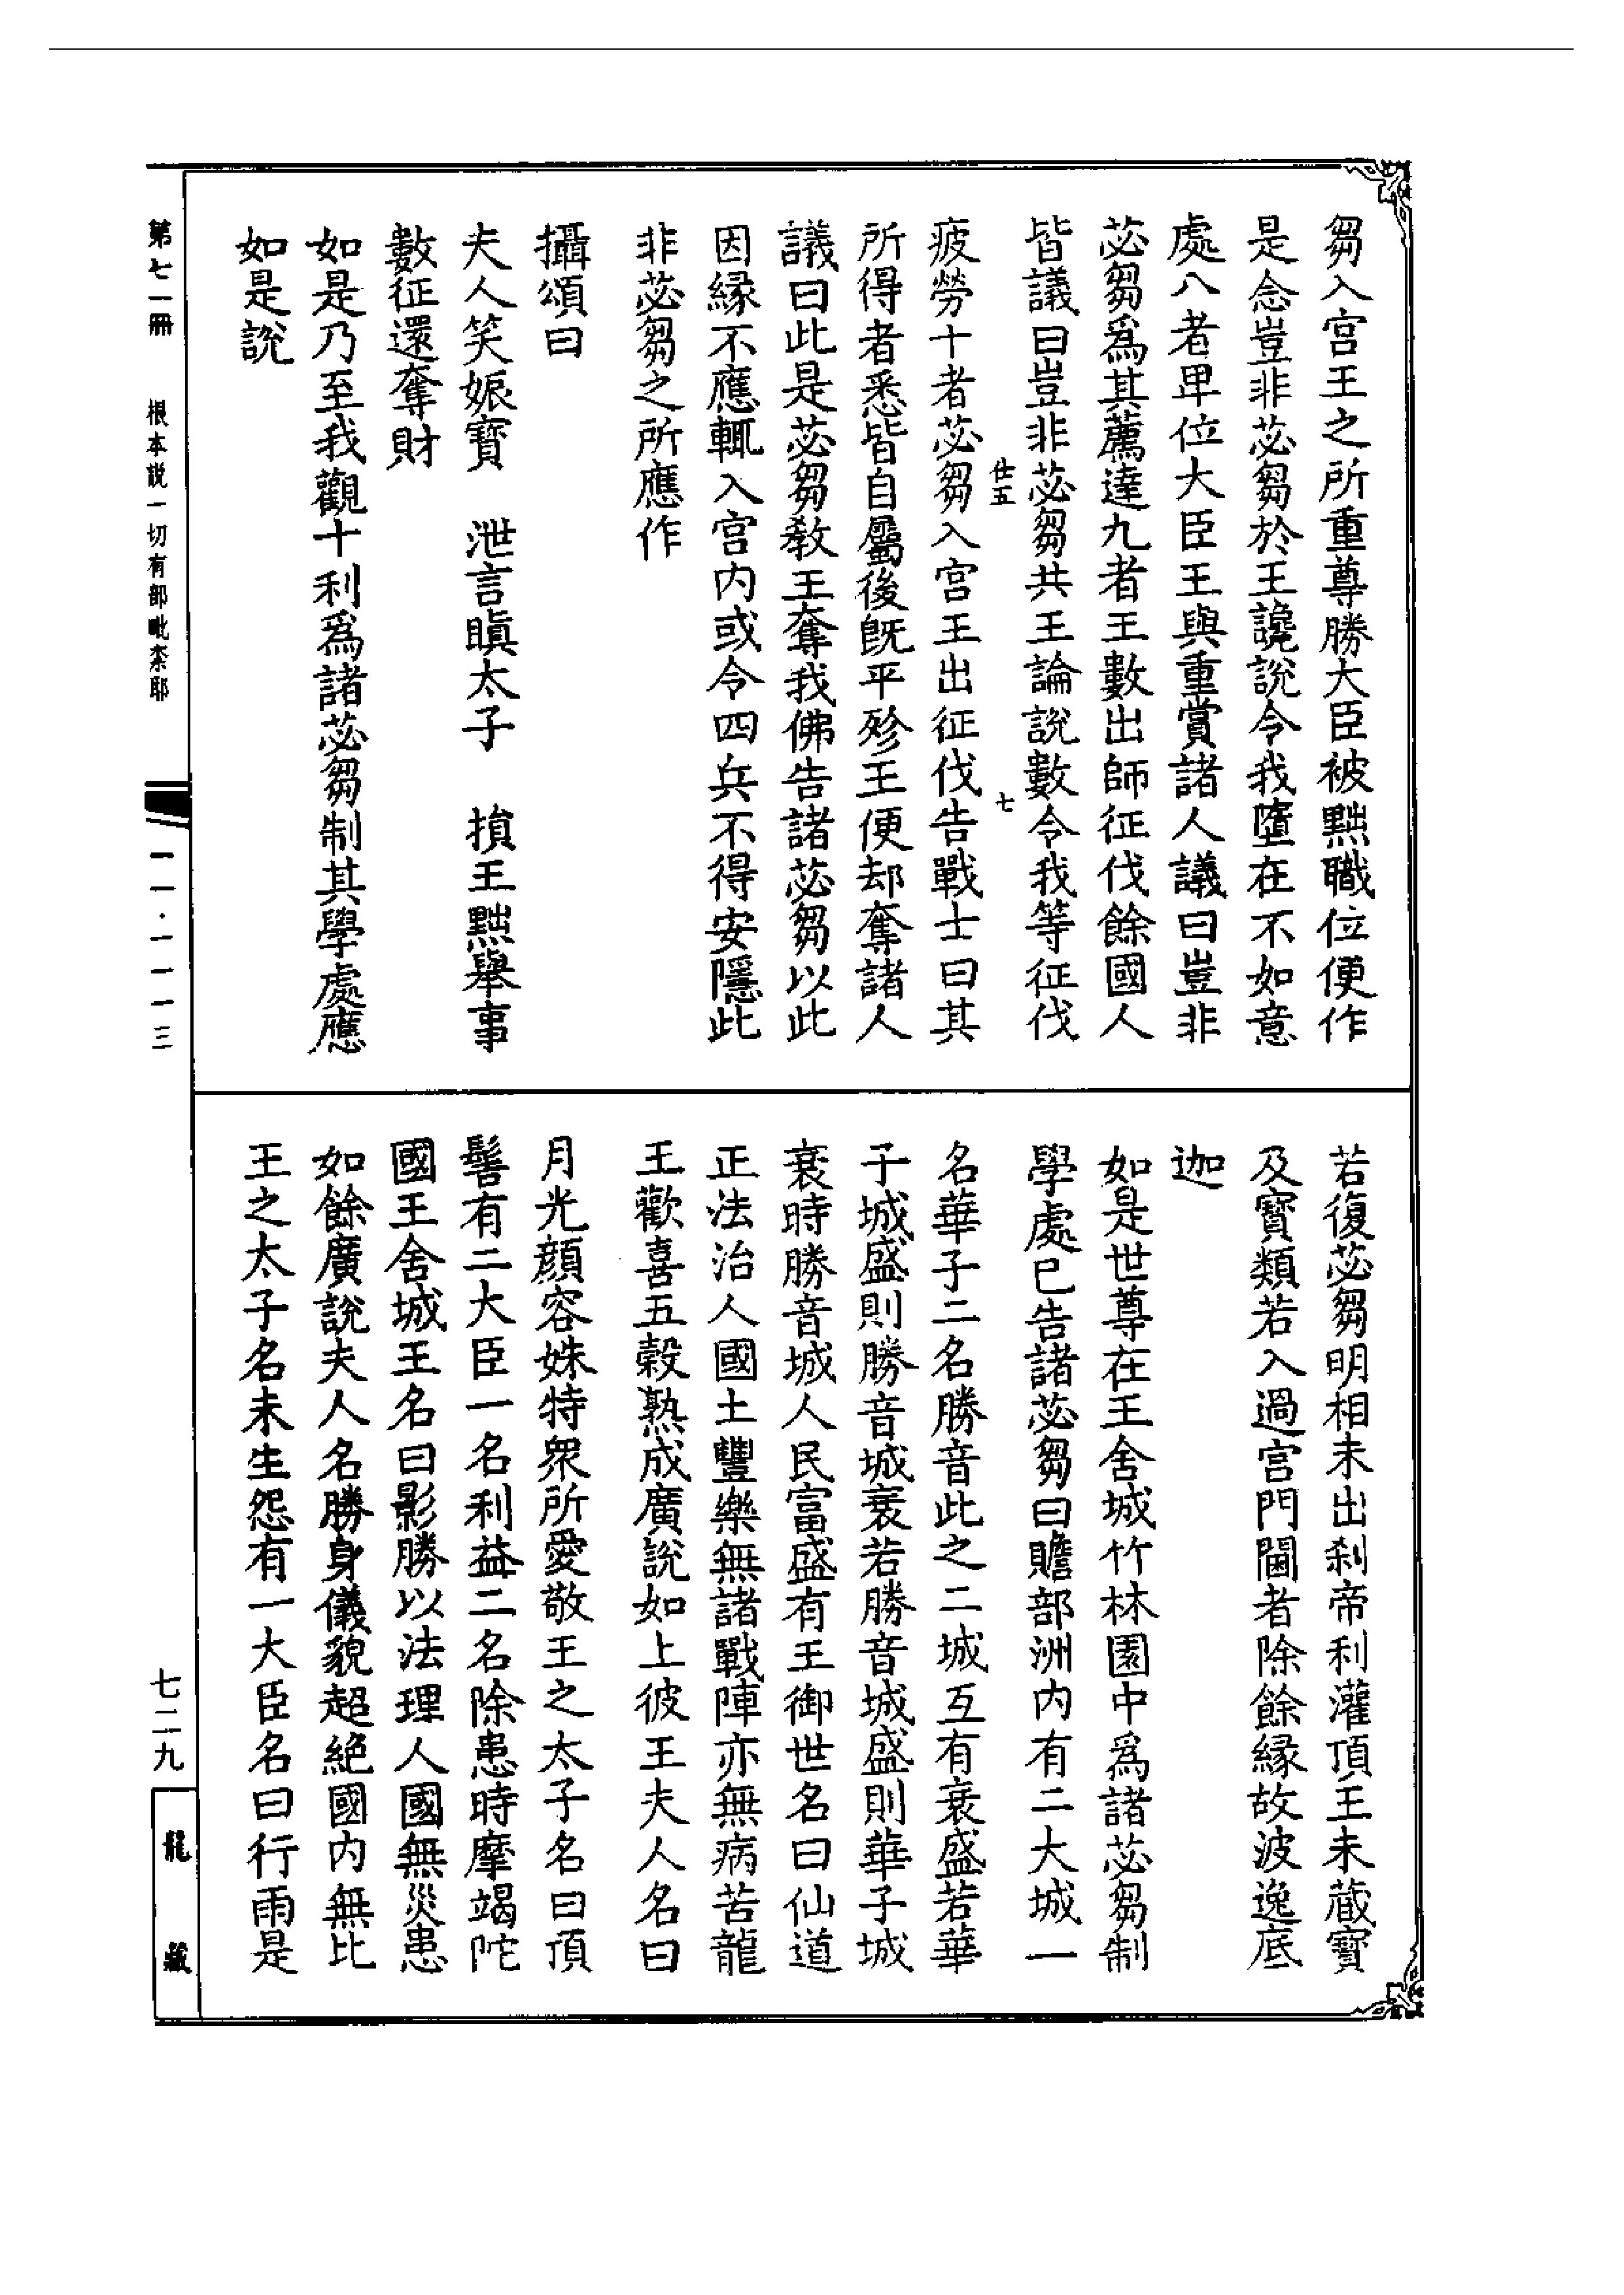 芻入宮王之所重尊勝大臣被黜職位便作
是念豈非苾芻於王讒說令我墮在不如意
處八者卑位大臣王與重賞諸人議曰豈非
苾芻爲其薦達九者王數出師征伐餘國人
皆議曰豈非苾芻共王論說數令我等征伐
仕五
七
疲勞十者苾芻入宮王出征伐告戰士曰其
所得者悉皆自屬後旣平殄王便却奪諸人
議曰此是苾芻教王奪我佛告諸苾芻以此
因緣不應輒入宮内或令四兵不得安隱此
非苾芻之所應作
攝頌曰
夫人笑娠寶　泄言瞋太子　損王黜舉事
數征還奪財
如是乃至我觀十利爲諸苾芻制其學處應
如是說
若復苾芻明相未出刹帝利灌頂王未藏寶
及寶類若入過宮門閫者除餘緣故波逸底
迦
如是世尊在王舍城竹林園中爲諸苾芻制
學處已告諸苾芻曰贍部洲内有二大城一
名華子二名勝音此之二城互有衰盛若華
子城盛則勝音城衰若勝音城盛則華子城
衰時勝音城人民富盛有王御世名曰仙道
正法治人國土豐樂無諸戰陣亦無病苦龍
王歡喜五穀熟成廣說如上彼王夫人名曰
月光顏容姝特衆所愛敬王之太子名曰頂
髻有二大臣一名利益二名除患時摩竭陀
國王舍城王名曰影勝以法理人國無災患
如餘廣說夫人名勝身儀貌超絶國内無比
王之太子名未生怨有一大臣名曰行雨是
第七一冊　根本説一切有部毗柰耶
一一·一一一三
七二九
龍藏